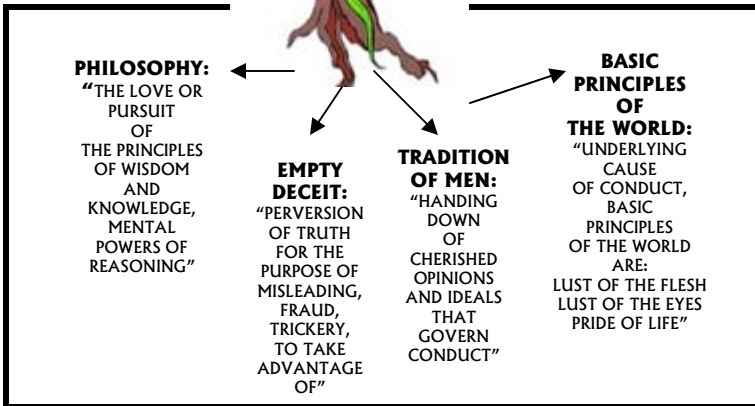 PHILOSOPHY:
“THE LOVE OR
PURSUIT
OF
THE PRINCIPLES
OF WISDOM
AND
KNOWLEDGE,
MENTAL
POWERS OF
REASONING”
EMPTY
DECEIT:
“PERVERSION
OF TRUTH
FOR THE
PURPOSE OF
MISLEADING,
FRAUD,
TRICKERY,
TO TAKE
ADVANTAGE
OF”
TRADITION
OF MEN:
“HANDING
DOWN
OF
CHERISHED
OPINIONS
AND IDEALS
THAT
GOVERN
CONDUCT”
BASIC
PRINCIPLES
OF
THE WORLD:
“UNDERLYING
CAUSE
OF CONDUCT,
BASIC
PRINCIPLES
OF THE WORLD
ARE:
LUST OF THE FLESH
LUST OF THE EYES
PRIDE OF LIFE”